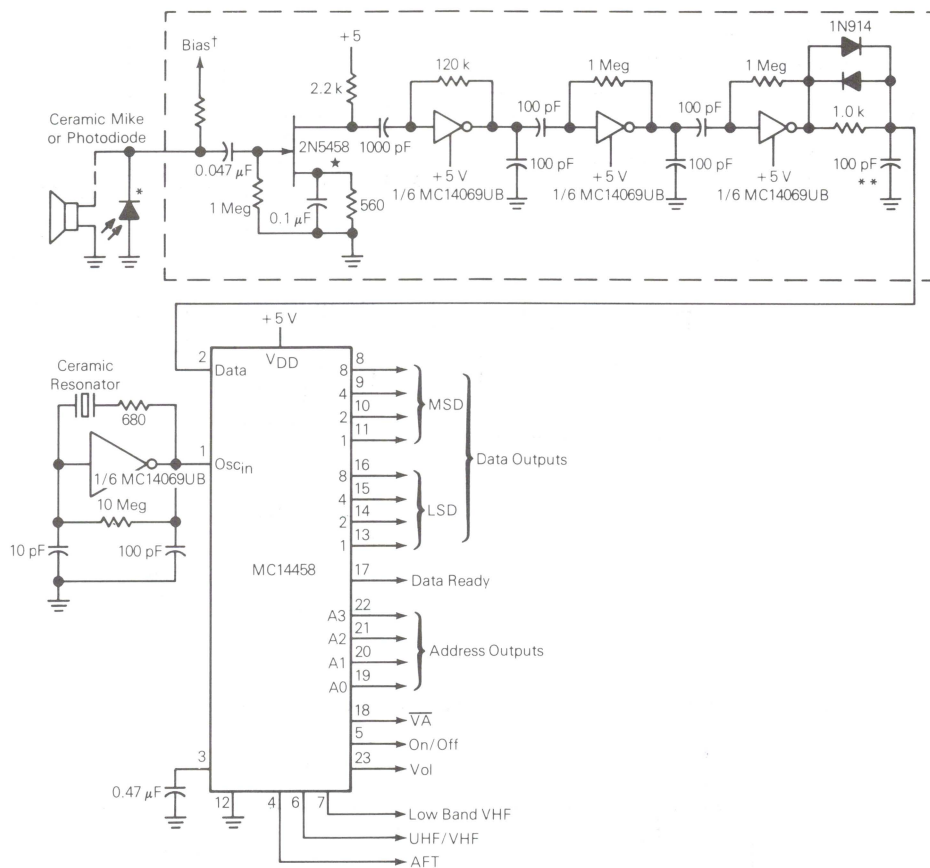 1N914
+5
Bias†
120 k
1 Meg
1 Meg
2.2 k
Ceramic Mike
or Photodiode
100 pF
100 pF
1.0 k
2N5458
1000 pF
0.047 µF
★
*
+5 V
+5 V
+5 V
100 pF
100 pF
100 pF
**
1 Meg
0.1 µF
560
1/6 MC14069UB
1/6 MC14069UB
1/6 MC14069UB
+5 V
VDD
2
Data
8
8
9
4
10
2
11
1
MSD
Ceramic
Resonator
680
1
Oscin
1/6 MC14069UB
10 Meg
10 pF
100 pF
16
8
15
4
14
2
13
1
LSD
Data Outputs
MC14458
17
Data Ready
22
A3
21
A2
20
A1
19
A0
Address Outputs
18
V̅A̅
5
On/Off
23
Vol
3
0.47 µF
12
4
6
7
Low Band VHF
UHF/VHF
AFT